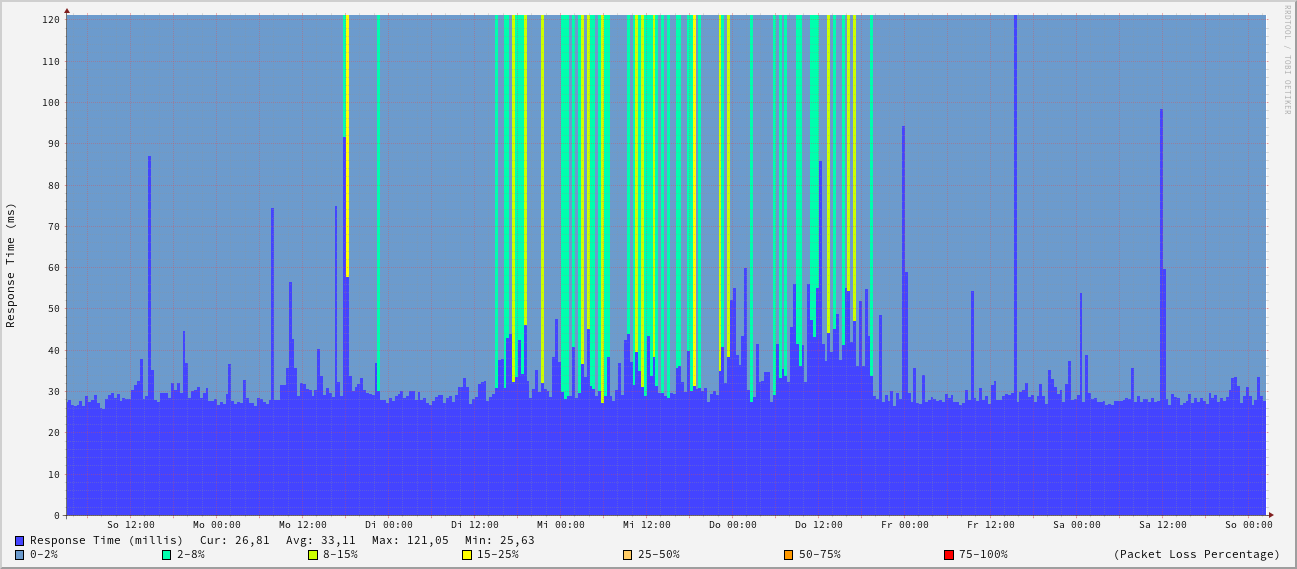 RRDTOOL / TOBI OETIKER
Response Time (ms)
120
110
100
90
80
70
60
50
40
30
20
10
0
So 12:00 Mo 00:00 Mo 12:00 Di 00:00 Di 12:00 Mi 00:00 Mi 12:00 Do 00:00 Do 12:00 Fr 00:00 Fr 12:00 Sa 00:00 Sa 12:00 So 00:00
Response Time (millis) Cur: 26,81 Avg: 33,11 Max: 121,05 Min: 25,63
0-2% 2-8% 8-15% 15-25% 25-50% 50-75% 75-100% (Packet Loss Percentage)